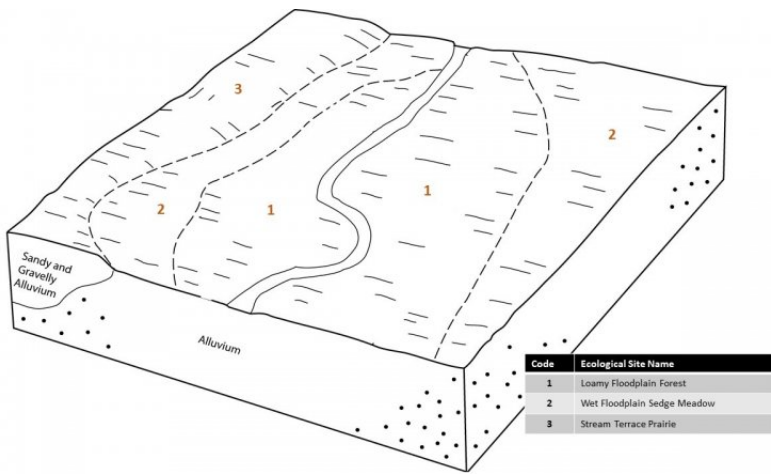 3
2
2
1
1
Sandy and
Gravelly
Alluvium
Alluvium
Code Ecological Site Name
1 Loamy Floodplain Forest
2 Wet Floodplain Sedge Meadow
3 Stream Terrace Prairie